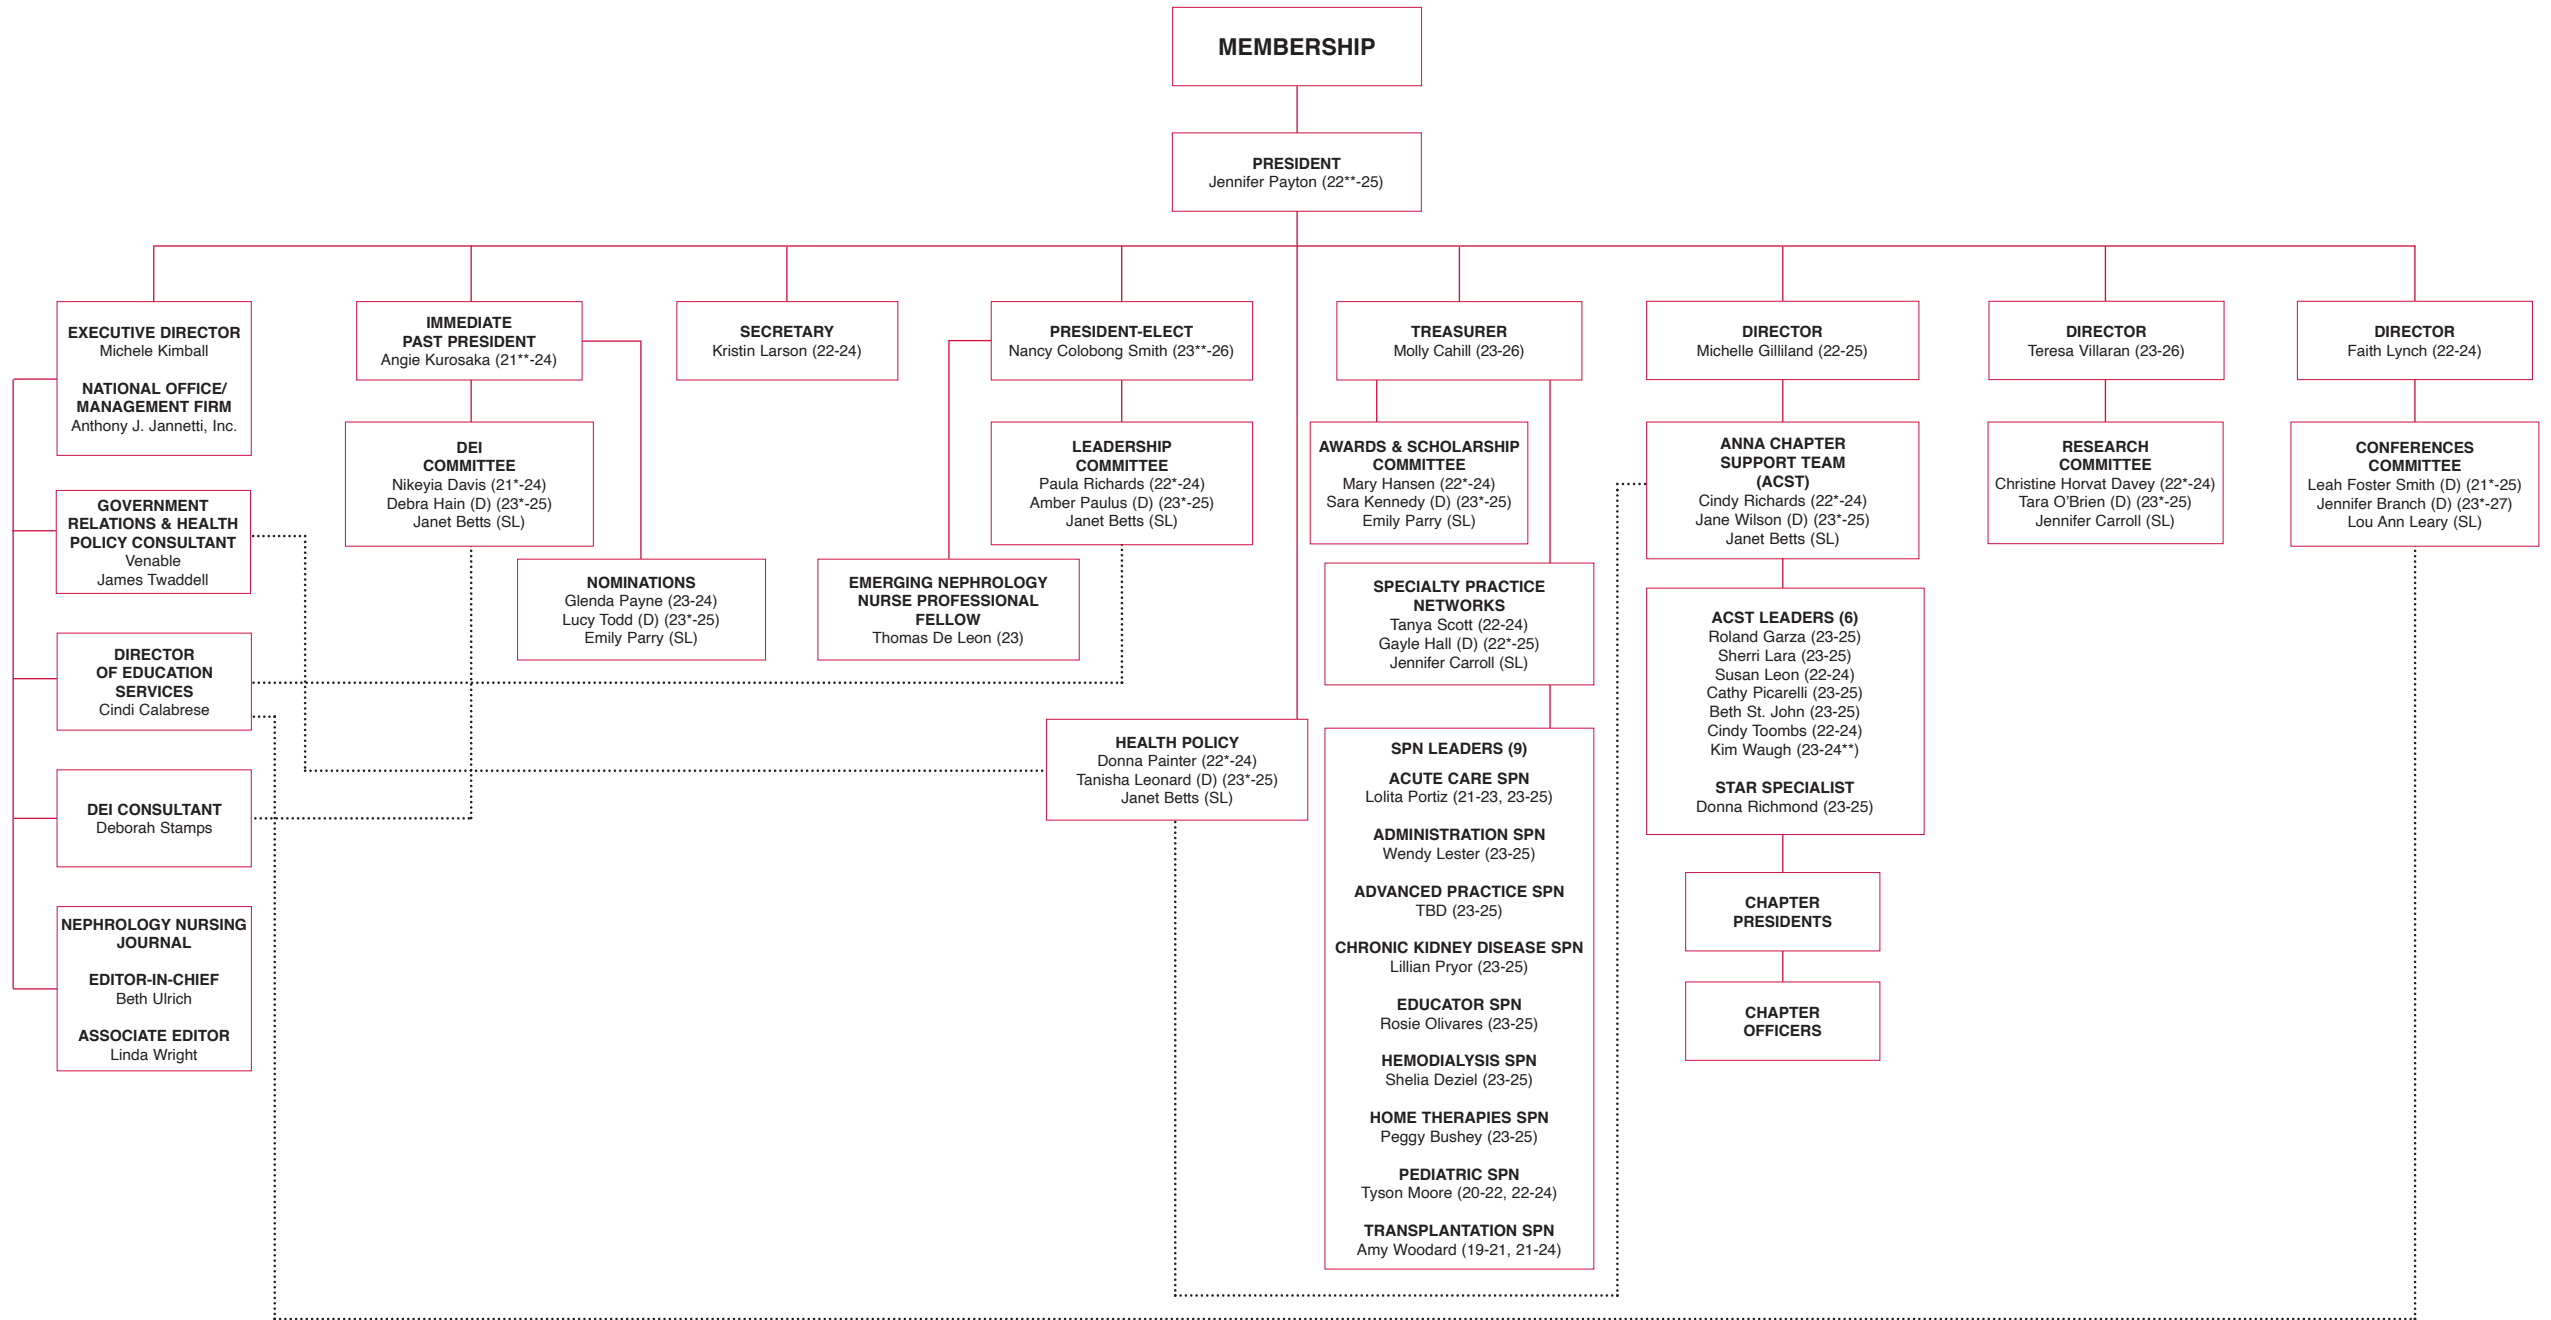 MEMBERSHIP
PRESIDENT
Jennifer Payton (22**-25)
EXECUTIVE DIRECTOR
Michele Kimball
NATIONAL OFFICE/
MANAGEMENT FIRM
Anthony J. Jannetti, Inc.
IMMEDIATE
PAST PRESIDENT
Angie Kurosaka (21**-24)
SECRETARY
Kristin Larson (22-24)
PRESIDENT-ELECT
Nancy Colobong Smith (23**-26)
TREASURER
Molly Cahill (23-26)
DIRECTOR
Michelle Gilliland (22-25)
DIRECTOR
Teresa Villaran (23-26)
DIRECTOR
Faith Lynch (22-24)
GOVERNMENT
RELATIONS & HEALTH
POLICY CONSULTANT
Venable
James Twaddell
DEI
COMMITTEE
Nikeyia Davis (21*-24)
Debra Hain (D) (23*-25)
Janet Betts (SL)
LEADERSHIP
COMMITTEE
Paula Richards (22*-24)
Amber Paulus (D) (23*-25)
Janet Betts (SL)
AWARDS & SCHOLARSHIP
COMMITTEE
Mary Hansen (22*-24)
Sara Kennedy (D) (23*-25)
Emily Parry (SL)
ANNA CHAPTER
SUPPORT TEAM
(ACST)
Cindy Richards (22*-24)
Jane Wilson (D) (23*-25)
Janet Betts (SL)
RESEARCH
COMMITTEE
Christine Horvat Davey (22*-24)
Tara O'Brien (D) (23*-25)
Jennifer Carroll (SL)
CONFERENCES
COMMITTEE
Leah Foster Smith (D) (21*-25)
Jennifer Branch (D) (23*-27)
Lou Ann Leary (SL)
NOMINATIONS
Glenda Payne (23-24)
Lucy Todd (D) (23*-25)
Emily Parry (SL)
EMERGING NEPHROLOGY
NURSE PROFESSIONAL
FELLOW
Thomas De Leon (23)
SPECIALTY PRACTICE
NETWORKS
Tanya Scott (22-24)
Gayle Hall (D) (22*-25)
Jennifer Carroll (SL)
ACST LEADERS (6)
Roland Garza (23-25)
Sherri Lara (23-25)
Susan Leon (22-24)
Cathy Picarelli (23-25)
Beth St. John (23-25)
Cindy Toombs (22-24)
Kim Waugh (23-24**)
STAR SPECIALIST
Donna Richmond (23-25)
DIRECTOR
OF EDUCATION
SERVICES
Cindi Calabrese
HEALTH POLICY
Donna Painter (22*-24)
Tanisha Leonard (D) (23*-25)
Janet Betts (SL)
SPN LEADERS (9)
ACUTE CARE SPN
Lolita Portiz (21-23, 23-25)
ADMINISTRATION SPN
Wendy Lester (23-25)
ADVANCED PRACTICE SPN
TBD (23-25)
CHRONIC KIDNEY DISEASE SPN
Lillian Pryor (23-25)
EDUCATOR SPN
Rosie Olivares (23-25)
HEMODIALYSIS SPN
Shelia Deziel (23-25)
HOME THERAPIES SPN
Peggy Bushey (23-25)
PEDIATRIC SPN
Tyson Moore (20-22, 22-24)
TRANSPLANTATION SPN
Amy Woodard (19-21, 21-24)
DEI CONSULTANT
Deborah Stamps
CHAPTER
PRESIDENTS
CHAPTER
OFFICERS
NEPHROLOGY NURSING
JOURNAL
EDITOR-IN-CHIEF
Beth Ulrich
ASSOCIATE EDITOR
Linda Wright